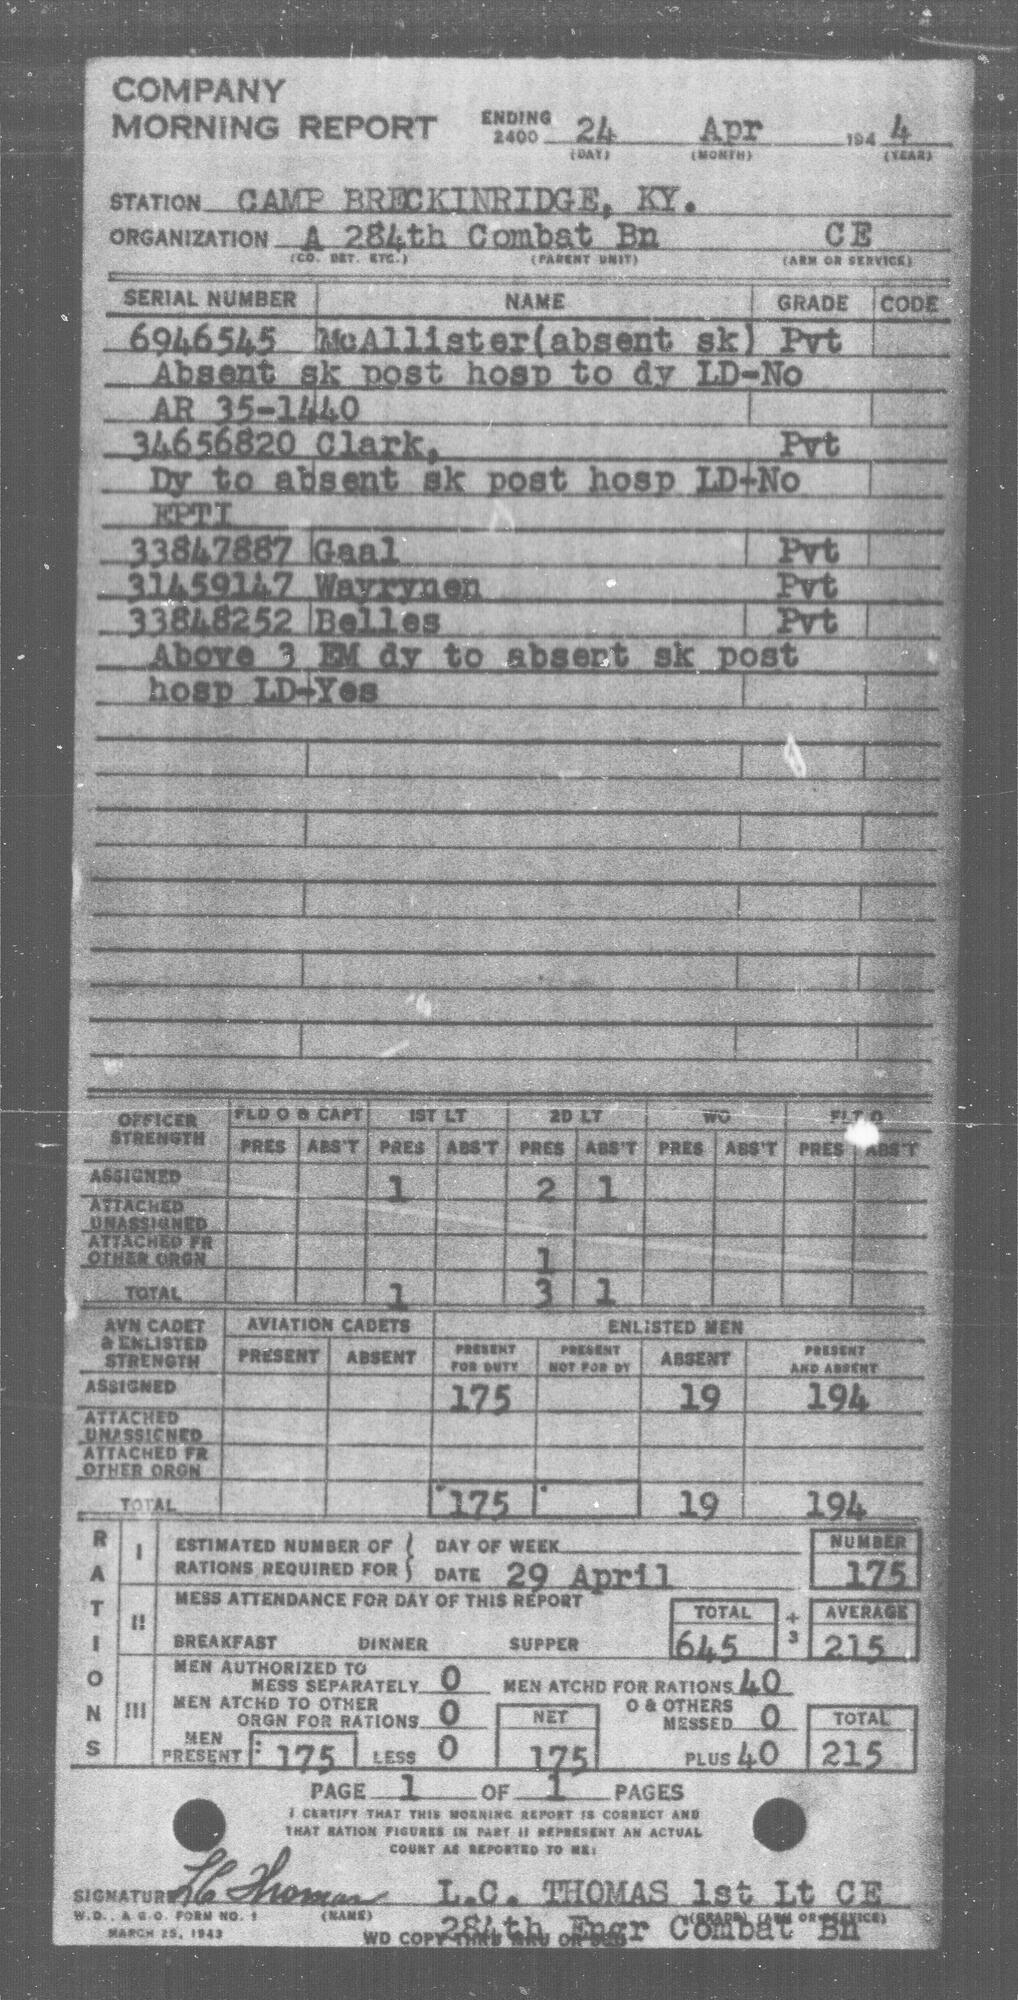 COMPANY
MORNING REPORT ENDING 2400 24 Apr 194 4
(DAY) (MONTH) (YEAR)
STATION CAMP BRECKINRIDGE, KY.
ORGANIZATION A 284th Combat Bn CE
(CO. DET. ETC.) (PARENT UNIT) (ARM OR SERVICE)
SERIAL NUMBER NAME GRADE CODE
6946545 McAllister(absent sk) Pvt
Absent sk post hosp to dy LD-No
AR 35-1440
34656820 Clark, Pvt
Dy to absent sk post hosp LD-No
EPTI
33847887 Gaal Pvt
31459147 Wayrynen Pvt
33848252 Belles Pvt
Above 3 EM dy to absent sk post
hosp LD-Yes
OFFICER STRENGTH FLD O & CAPT 1ST LT 2D LT WO FLT O
PRES ABS'T PRES ABS'T PRES ABS'T PRES ABS'T PRES ABS'T
ASSIGNED 1 2 1
ATTACHED UNASSIGNED
ATTACHED FR OTHER ORGN 1
TOTAL 1 3 1
AVN CADET & ENLISTED STRENGTH AVIATION CADETS ENLISTED MEN
PRESENT ABSENT PRESENT FOR DUTY PRESENT NOT FOR DY ABSENT PRESENT AND ABSENT
ASSIGNED 175 19 194
ATTACHED UNASSIGNED
ATTACHED FR OTHER ORGN
TOTAL 175 19 194
RATIONS
I ESTIMATED NUMBER OF DAY OF WEEK NUMBER
RATIONS REQUIRED FOR DATE 29 April 175
II MESS ATTENDANCE FOR DAY OF THIS REPORT TOTAL ÷ 3 AVERAGE
BREAKFAST DINNER SUPPER 645 215
III MEN AUTHORIZED TO MESS SEPARATELY 0 MEN ATCHD FOR RATIONS 40
MEN ATCHD TO OTHER ORGN FOR RATIONS 0 NET O & OTHERS MESSED 0 TOTAL
MEN PRESENT 175 LESS 0 175 PLUS 40 215
PAGE 1 OF 1 PAGES
I CERTIFY THAT THIS MORNING REPORT IS CORRECT AND
THAT RATION FIGURES IN PART II REPRESENT AN ACTUAL
COUNT AS REPORTED TO ME:
SIGNATURE LC Thomas L.C. THOMAS 1st Lt CE
W.D., A.G.O. FORM NO. 1 (NAME) (GRADE) (ARM OR SERVICE)
MARCH 25, 1943 284th Engr Combat Bn
WD COPY THRU MRU OR